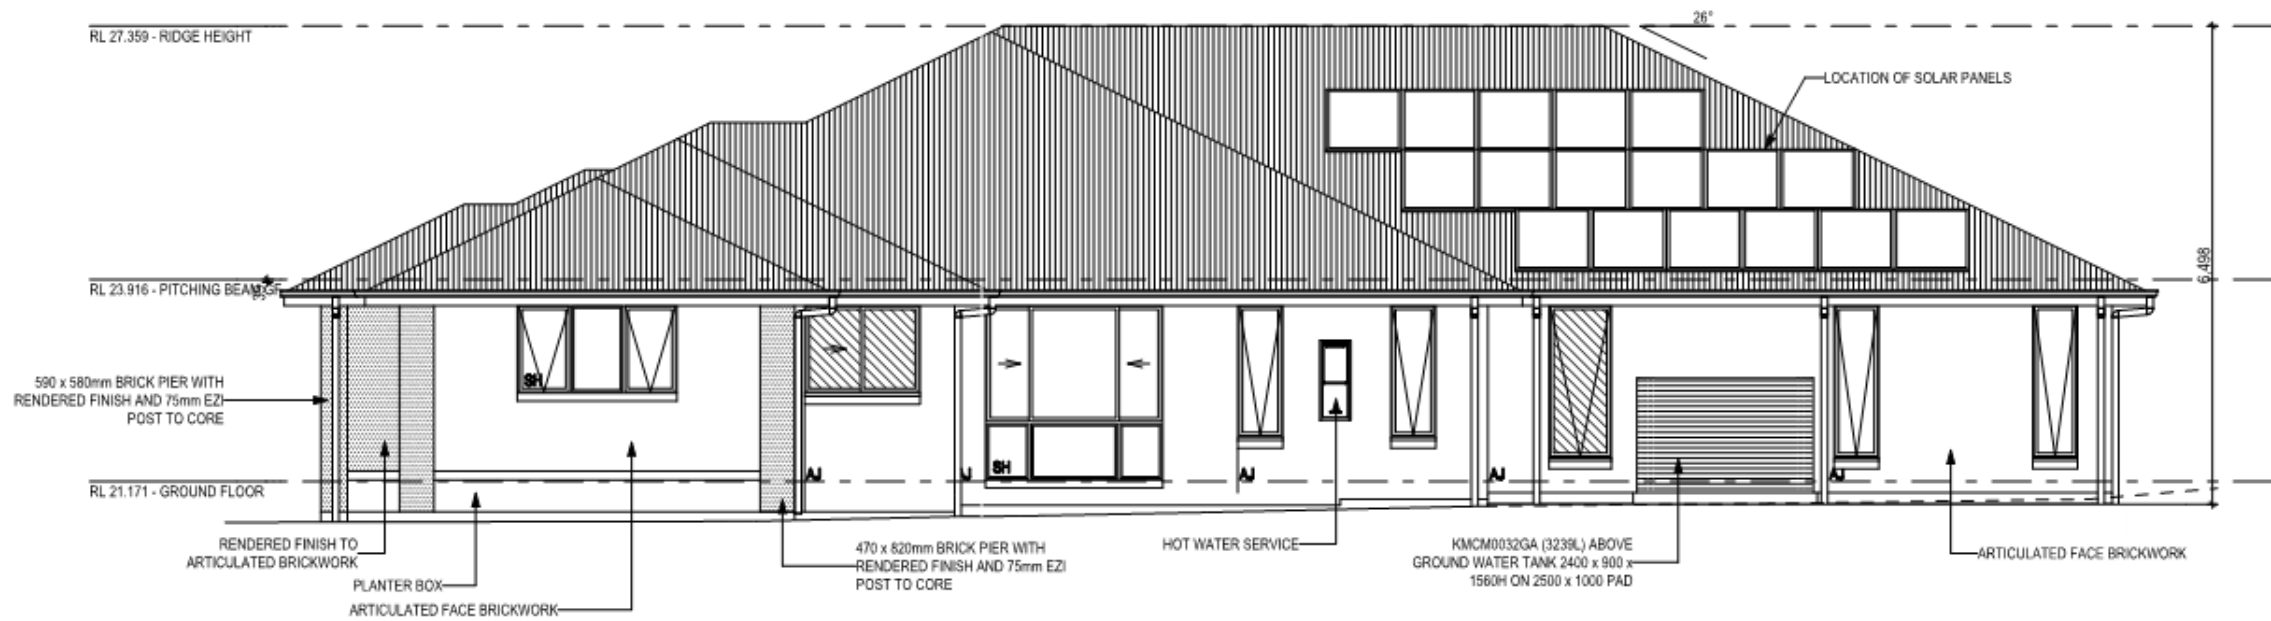 26°
RL 27.359 - RIDGE HEIGHT
LOCATION OF SOLAR PANELS
6,498
RL 23.916 - PITCHING BEAM GF
590 x 580mm BRICK PIER WITH
RENDERED FINISH AND 75mm EZI
POST TO CORE
SH
SH
AJ
AJ
AJ
AJ
RL 21.171 - GROUND FLOOR
RENDERED FINISH TO
ARTICULATED BRICKWORK
PLANTER BOX
ARTICULATED FACE BRICKWORK
470 x 820mm BRICK PIER WITH
RENDERED FINISH AND 75mm EZI
POST TO CORE
HOT WATER SERVICE
KMCM0032GA (3239L) ABOVE
GROUND WATER TANK 2400 x 900 x
1560H ON 2500 x 1000 PAD
ARTICULATED FACE BRICKWORK